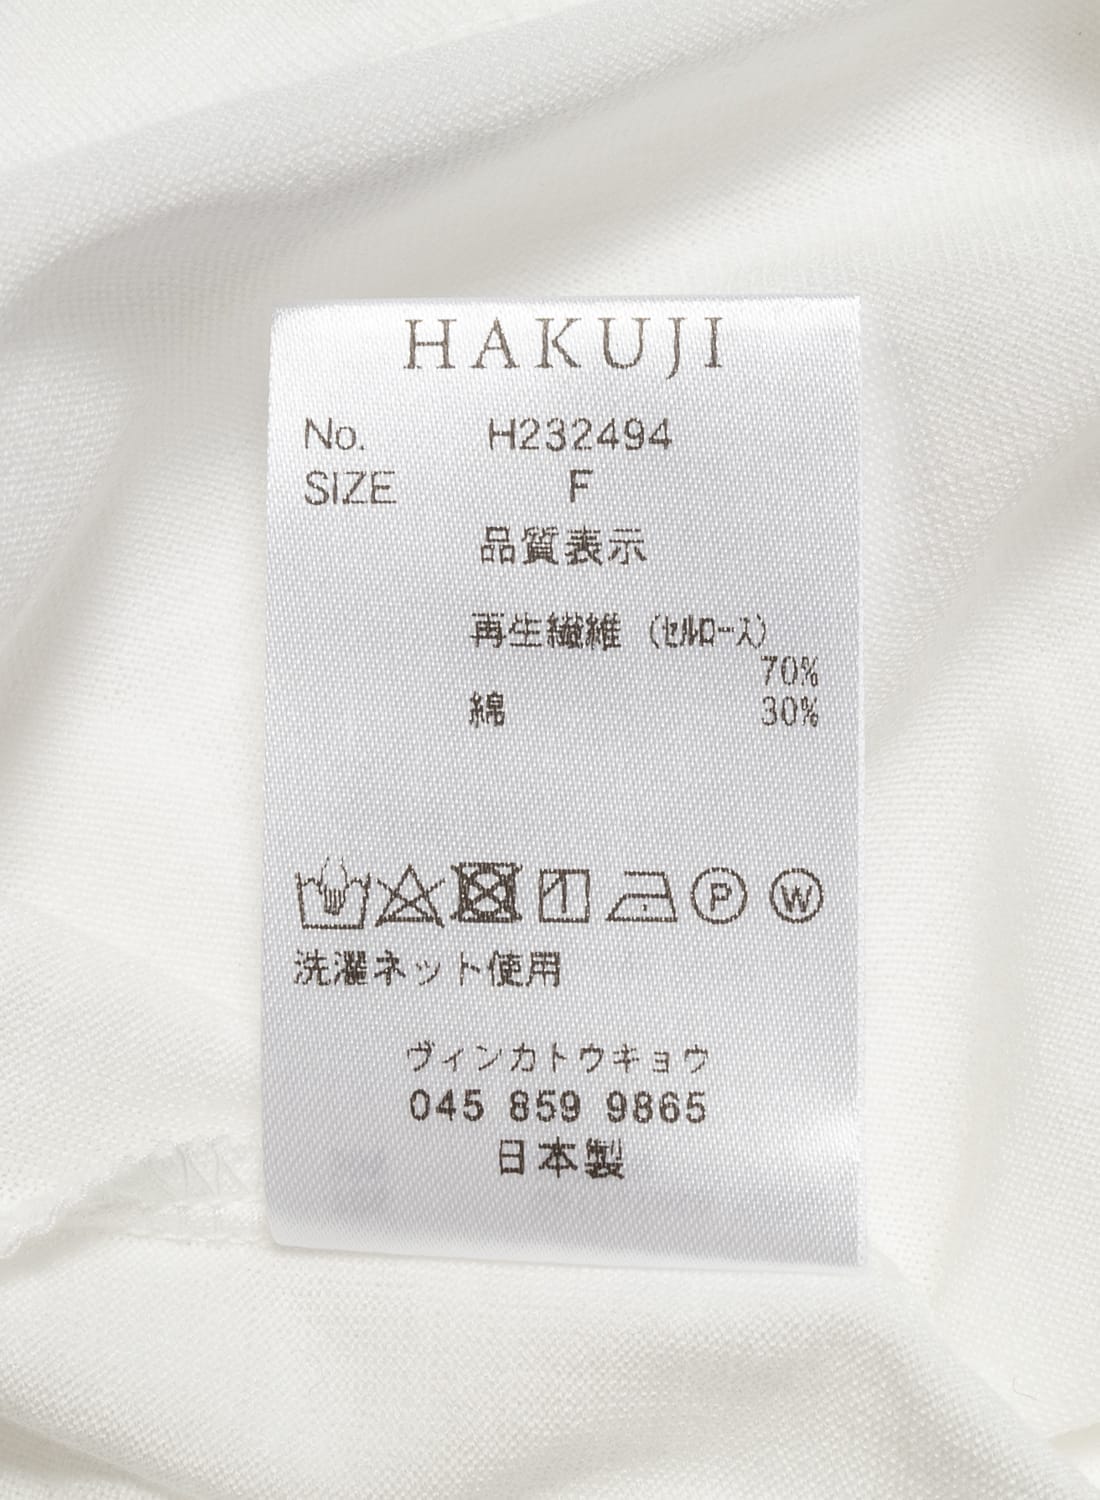 HAKUJI
No. H232494
SIZE F
品質表示
再生繊維 (セルロース)
70%
綿 30%
P W
洗濯ネット使用
ヴィンカトウキョウ
045 859 9865
日本製